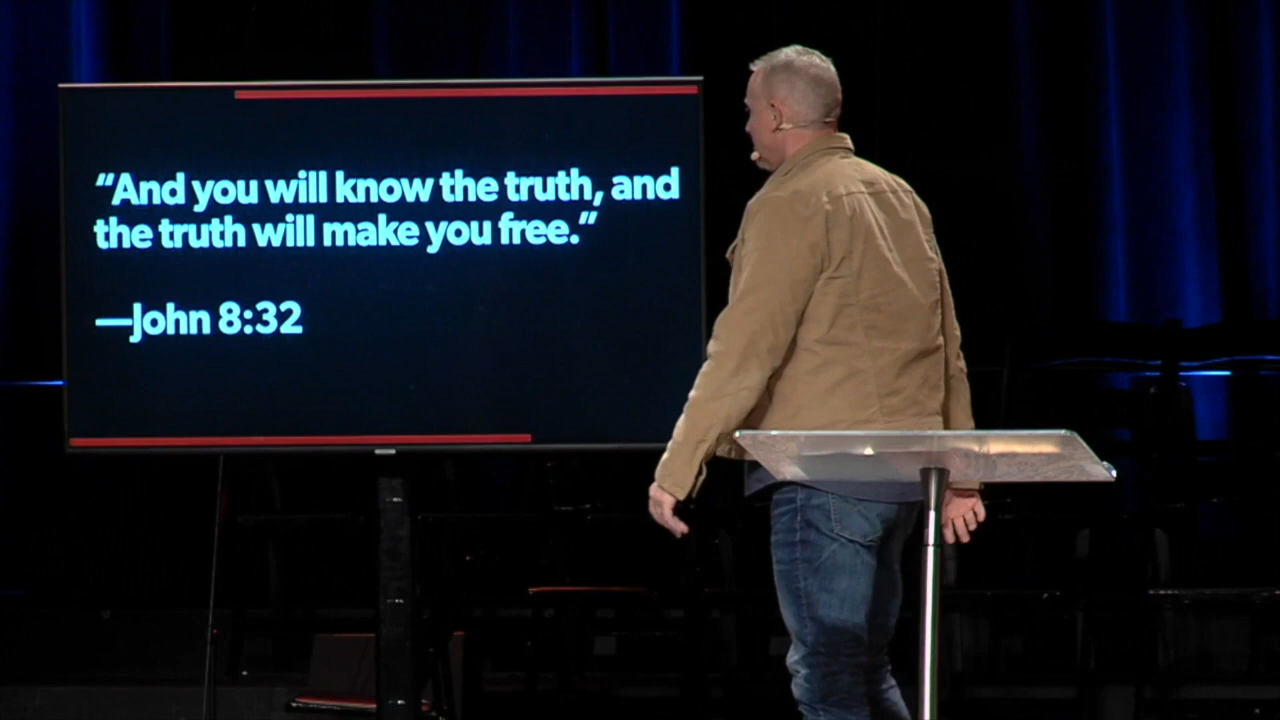 “And you will know the truth, and
the truth will make you free.”
—John 8:32